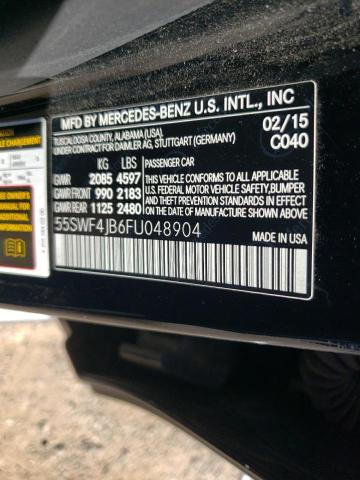 MFD BY MERCEDES-BENZ U.S. INTL., INC
TUSCALOOSA COUNTY, ALABAMA (USA),
UNDER CONTRACT FOR DAIMLER AG, STUTTGART (GERMANY)
02/15
C040
KG LBS
GVWR 2085 4597
GAWR FRONT 990 2183
GAWR REAR 1125 2480
PASSENGER CAR
THIS VEHICLE CONFORMS TO ALL APPLICABLE
U.S. FEDERAL MOTOR VEHICLE SAFETY, BUMPER
AND THEFT PREVENTION STANDARDS IN EFFECT
ON THE DATE OF MANUFACTURE SHOWN ABOVE.
55SWF4JB6FU048904
MADE IN USA